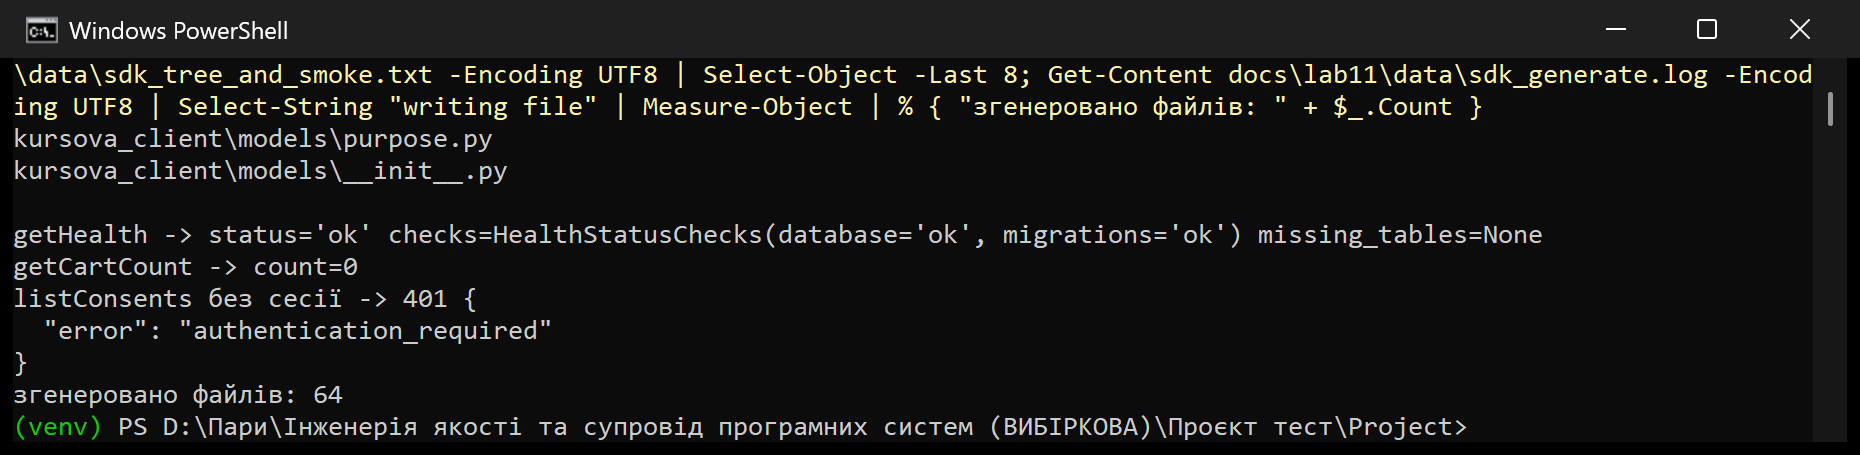 Windows PowerShell
\data\sdk_tree_and_smoke.txt -Encoding UTF8 | Select-Object -Last 8; Get-Content docs\lab11\data\sdk_generate.log -Encod
ing UTF8 | Select-String "writing file" | Measure-Object | % { "згенеровано файлів: " + $_.Count }
kursova_client\models\purpose.py
kursova_client\models\__init__.py
getHealth -> status='ok' checks=HealthStatusChecks(database='ok', migrations='ok') missing_tables=None
getCartCount -> count=0
listConsents без сесії -> 401 {
  "error": "authentication_required"
}
згенеровано файлів: 64
(venv) PS D:\Пари\Інженерія якості та супровід програмних систем (ВИБІРКОВА)\Проєкт тест\Project>